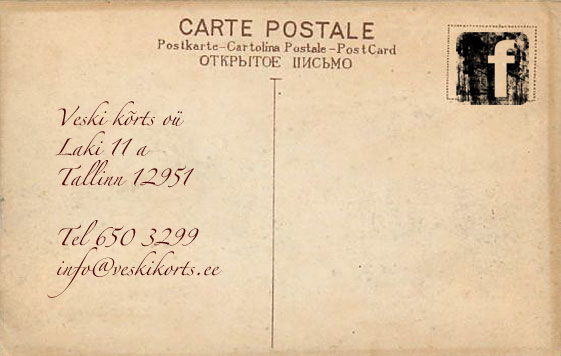 CARTE POSTALE
Postkarte-Cartolina Postale-PostCard
ОТКРЫТОЕ ПИСЬМО
f
Veski kõrts oü
Laki 11 a
Tallinn 12951
Tel 650 3299
info@veskikorts.ee